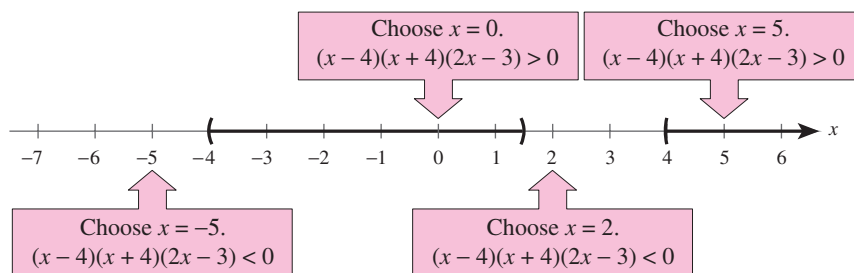 Choose x = 0.
(x − 4)(x + 4)(2x − 3) > 0
Choose x = 5.
(x − 4)(x + 4)(2x − 3) > 0
x
−7 −6 −5 −4 −3 −2 −1 0 1 2 3 4 5 6
Choose x = −5.
(x − 4)(x + 4)(2x − 3) < 0
Choose x = 2.
(x − 4)(x + 4)(2x − 3) < 0